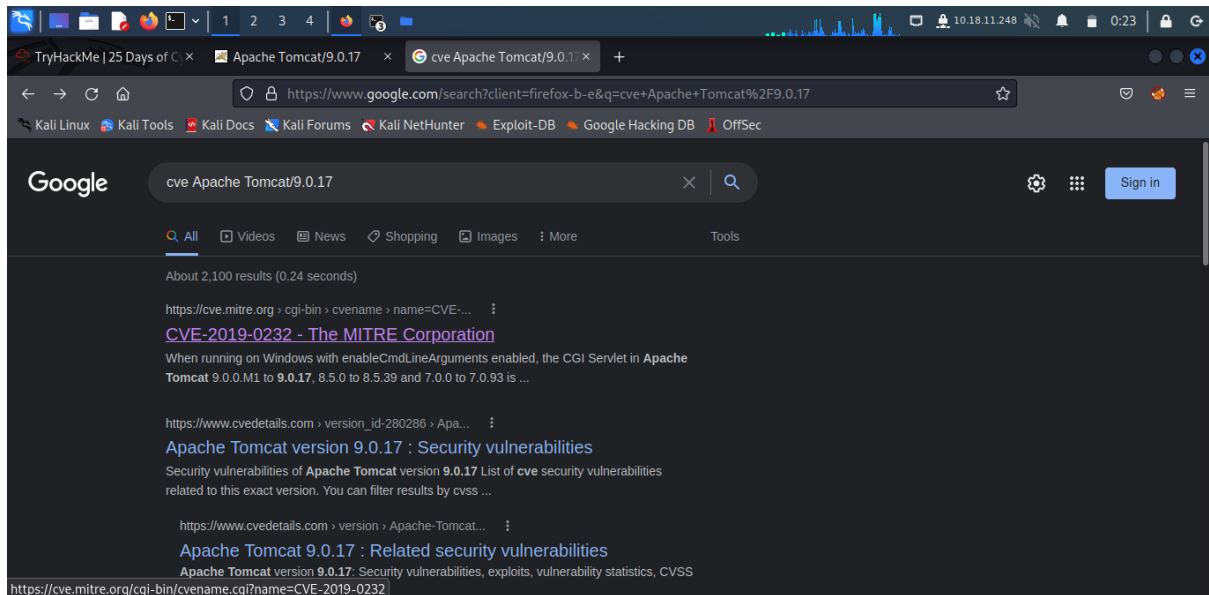 1 2 3 4 10.18.11.248 0:23
TryHackMe | 25 Days of Cy Apache Tomcat/9.0.17 cve Apache Tomcat/9.0.17
https://www.google.com/search?client=firefox-b-e&q=cve+Apache+Tomcat%2F9.0.17
Kali Linux Kali Tools Kali Docs Kali Forums Kali NetHunter Exploit-DB Google Hacking DB OffSec
Google cve Apache Tomcat/9.0.17 Sign in
All Videos News Shopping Images More Tools
About 2,100 results (0.24 seconds)
https://cve.mitre.org › cgi-bin › cvename › name=CVE-...
CVE-2019-0232 - The MITRE Corporation
When running on Windows with enableCmdLineArguments enabled, the CGI Servlet in Apache
Tomcat 9.0.0.M1 to 9.0.17, 8.5.0 to 8.5.39 and 7.0.0 to 7.0.93 is ...
https://www.cvedetails.com › version_id-280286 › Apa...
Apache Tomcat version 9.0.17 : Security vulnerabilities
Security vulnerabilities of Apache Tomcat version 9.0.17 List of cve security vulnerabilities
related to this exact version. You can filter results by cvss ...
https://www.cvedetails.com › version › Apache-Tomcat...
Apache Tomcat 9.0.17 : Related security vulnerabilities
Apache Tomcat version 9.0.17: Security vulnerabilities, exploits, vulnerability statistics, CVSS
https://cve.mitre.org/cgi-bin/cvename.cgi?name=CVE-2019-0232